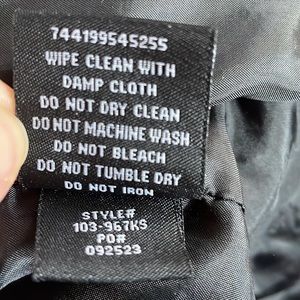 744199545255
WIPE CLEAN WITH
DAMP CLOTH
DO NOT DRY CLEAN
DO NOT MACHINE WASH
DO NOT BLEACH
DO NOT TUMBLE DRY
DO NOT IRON
STYLE#
103-967KS
PO#
092523